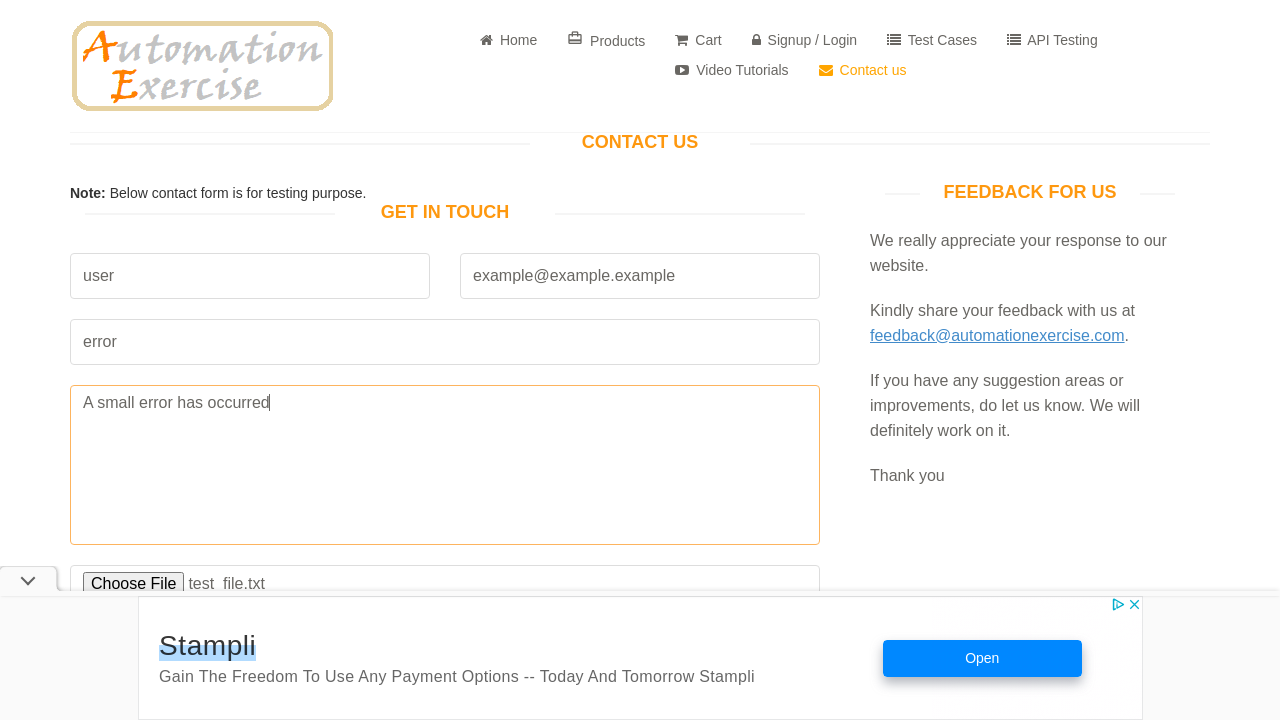 Automation
Exercise
Home
Products
Cart
Signup / Login
Test Cases
API Testing
Video Tutorials
Contact us
CONTACT US
Note: Below contact form is for testing purpose.
GET IN TOUCH
user
example@example.example
error
A small error has occurred
Choose File test_file.txt
FEEDBACK FOR US
We really appreciate your response to our
website.
Kindly share your feedback with us at
feedback@automationexercise.com.
If you have any suggestion areas or
improvements, do let us know. We will
definitely work on it.
Thank you
Stampli
Gain The Freedom To Use Any Payment Options -- Today And Tomorrow Stampli
Open